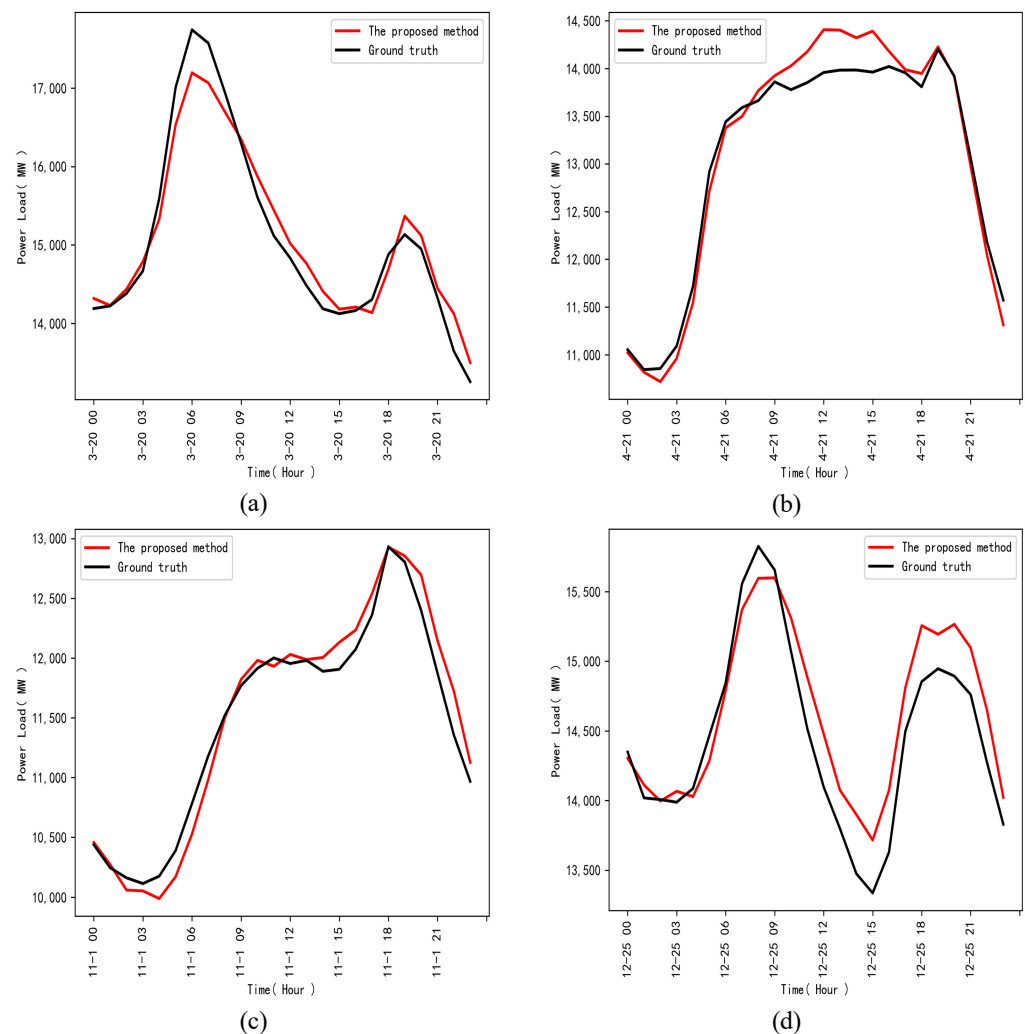 The proposed method
Ground truth
17,000
16,000
15,000
14,000
Power Load( MW )
3-20 00
3-20 03
3-20 06
3-20 09
3-20 12
3-20 15
3-20 18
3-20 21
Time( Hour )
(a)
The proposed method
Ground truth
14,500
14,000
13,500
13,000
12,500
12,000
11,500
11,000
Power Load( MW )
4-21 00
4-21 03
4-21 06
4-21 09
4-21 12
4-21 15
4-21 18
4-21 21
Time( Hour )
(b)
The proposed method
Ground truth
13,000
12,500
12,000
11,500
11,000
10,500
10,000
Power Load( MW )
11-1 00
11-1 03
11-1 06
11-1 09
11-1 12
11-1 15
11-1 18
11-1 21
Time( Hour )
(c)
The proposed method
Ground truth
15,500
15,000
14,500
14,000
13,500
Power Load( MW )
12-25 00
12-25 03
12-25 06
12-25 09
12-25 12
12-25 15
12-25 18
12-25 21
Time( Hour )
(d)